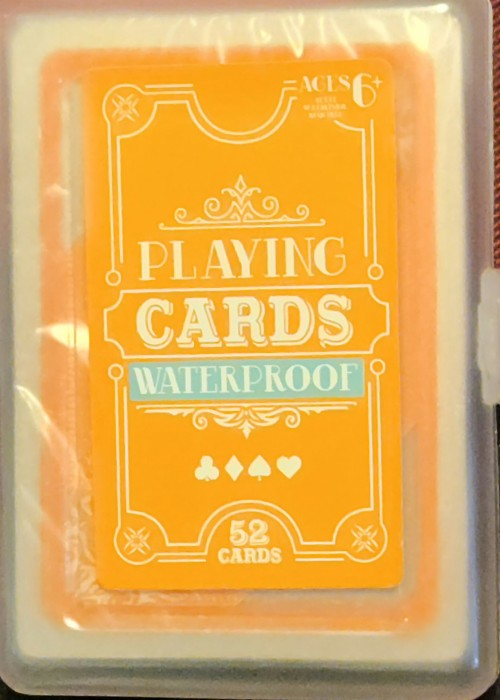 AGES 6+
PLAYING
CARDS
WATERPROOF
52
CARDS